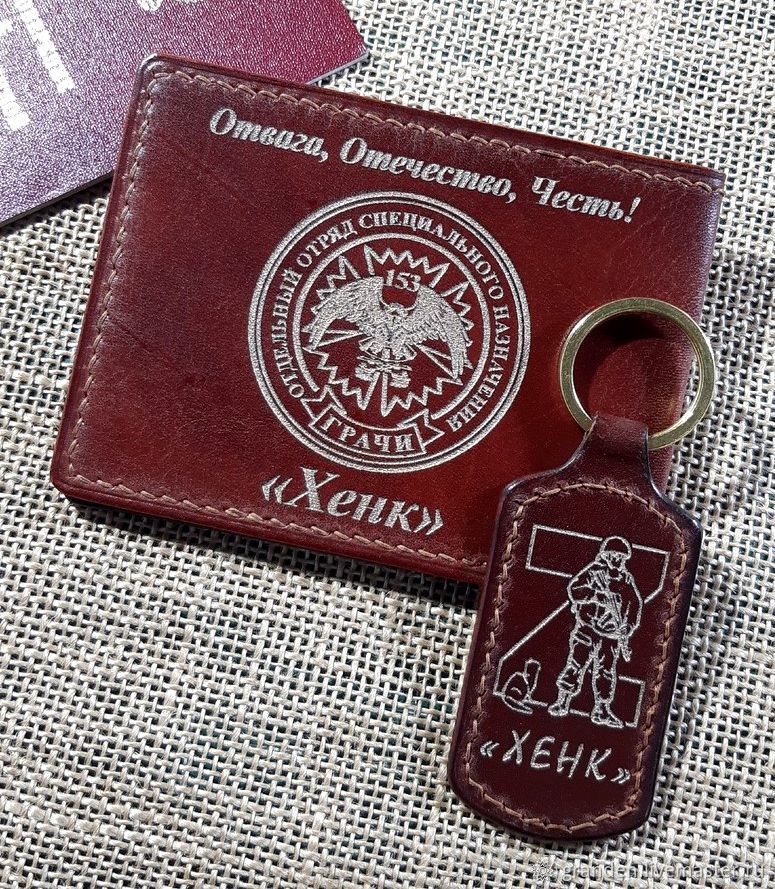 Отвага, Отечество, Честь!
ОТДЕЛЬНЫЙ ОТРЯД СПЕЦИАЛЬНОГО НАЗНАЧЕНИЯ
153
ГРАЧИ
«Хенк»
Z
«ХЕНК»